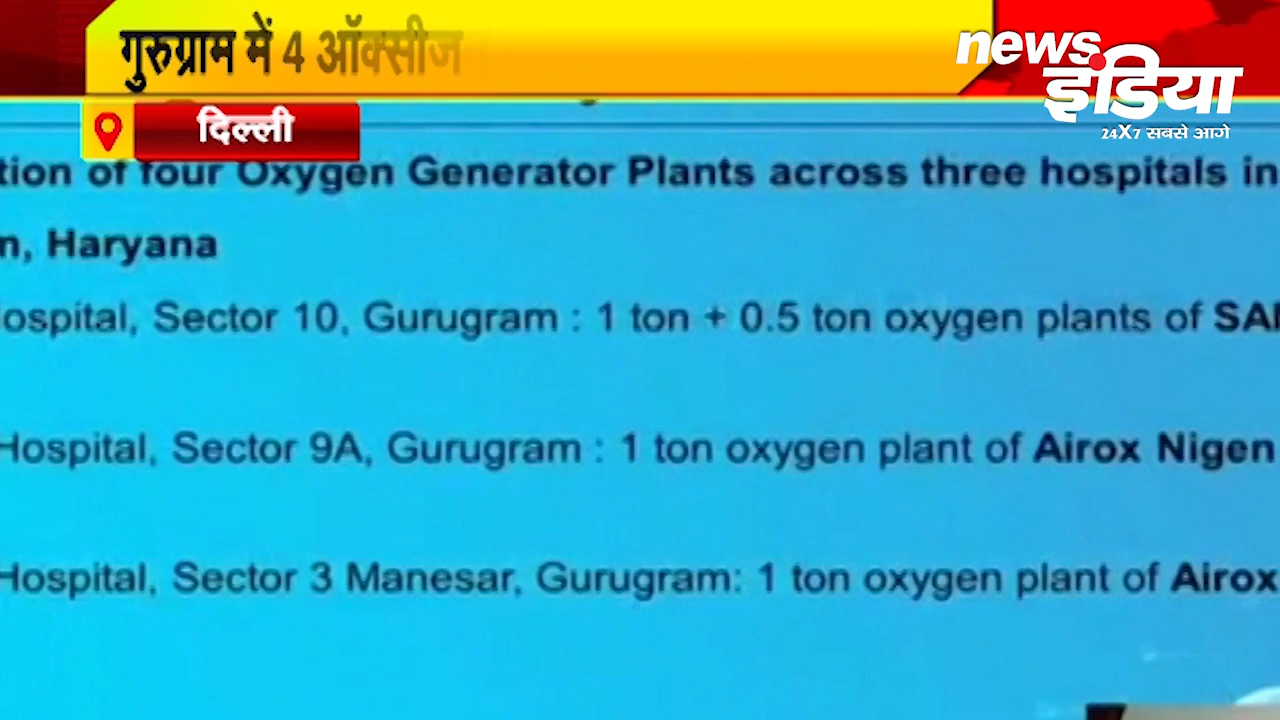 गुरुग्राम में 4 ऑक्सीज
news
इंडिया
24X7 सबसे आगे
दिल्ली
tion of four Oxygen Generator Plants across three hospitals in
n, Haryana
ospital, Sector 10, Gurugram : 1 ton + 0.5 ton oxygen plants of
Hospital, Sector 9A, Gurugram : 1 ton oxygen plant of Airox Nigen
Hospital, Sector 3 Manesar, Gurugram: 1 ton oxygen plant of Airox